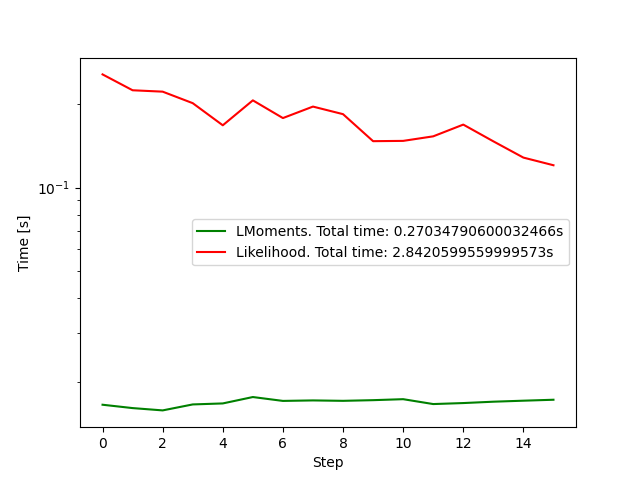 Time [s]
10⁻¹
LMoments. Total time: 0.27034790600032466s
Likelihood. Total time: 2.8420599559999573s
0 2 4 6 8 10 12 14
Step